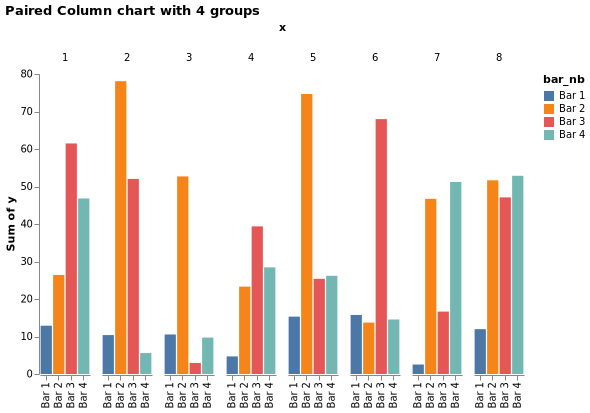 Paired Column chart with 4 groups
x
1 2 3 4 5 6 7 8
bar_nb
Bar 1
Bar 2
Bar 3
Bar 4
Sum of y
80
70
60
50
40
30
20
10
0
Bar 1 Bar 2 Bar 3 Bar 4 Bar 1 Bar 2 Bar 3 Bar 4 Bar 1 Bar 2 Bar 3 Bar 4 Bar 1 Bar 2 Bar 3 Bar 4 Bar 1 Bar 2 Bar 3 Bar 4 Bar 1 Bar 2 Bar 3 Bar 4 Bar 1 Bar 2 Bar 3 Bar 4 Bar 1 Bar 2 Bar 3 Bar 4